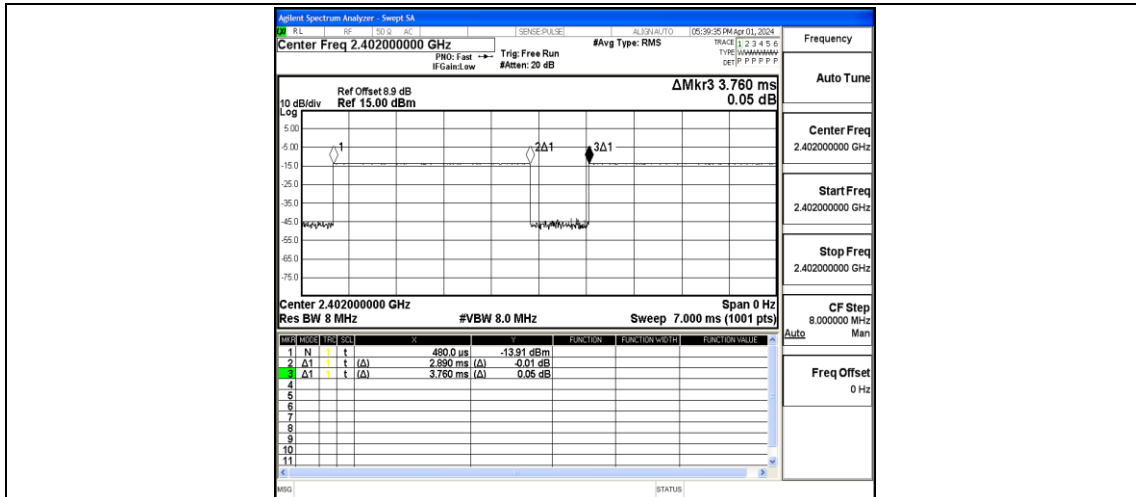 Agilent Spectrum Analyzer - Swept SA
RL RF 50 Ω AC SENSE:PULSE ALIGN AUTO 05:39:35 PM Apr 01, 2024
Center Freq 2.402000000 GHz
PNO: Fast
IFGain:Low
Trig: Free Run
#Atten: 20 dB
#Avg Type: RMS
TRACE 1 2 3 4 5 6
TYPE
DET P P P P P P
Frequency
Auto Tune
Center Freq
2.402000000 GHz
Start Freq
2.402000000 GHz
Stop Freq
2.402000000 GHz
CF Step
8.000000 MHz
Auto Man
Freq Offset
0 Hz
Ref Offset 8.9 dB
10 dB/div Ref 15.00 dBm
Log
ΔMkr3 3.760 ms
0.05 dB
5.00
-5.00
-15.0
-25.0
-35.0
-45.0
-55.0
-65.0
-75.0
1
2Δ1
3Δ1
Center 2.402000000 GHz Span 0 Hz
Res BW 8 MHz #VBW 8.0 MHz Sweep 7.000 ms (1001 pts)
MKR MODE TRC SCL X Y FUNCTION FUNCTION WIDTH FUNCTION VALUE
1 N 1 t 480.0 µs -13.91 dBm
2 Δ1 1 t (Δ) 2.890 ms (Δ) -0.01 dB
3 Δ1 1 t (Δ) 3.760 ms (Δ) 0.05 dB
4
5
6
7
8
9
10
11
MSG STATUS